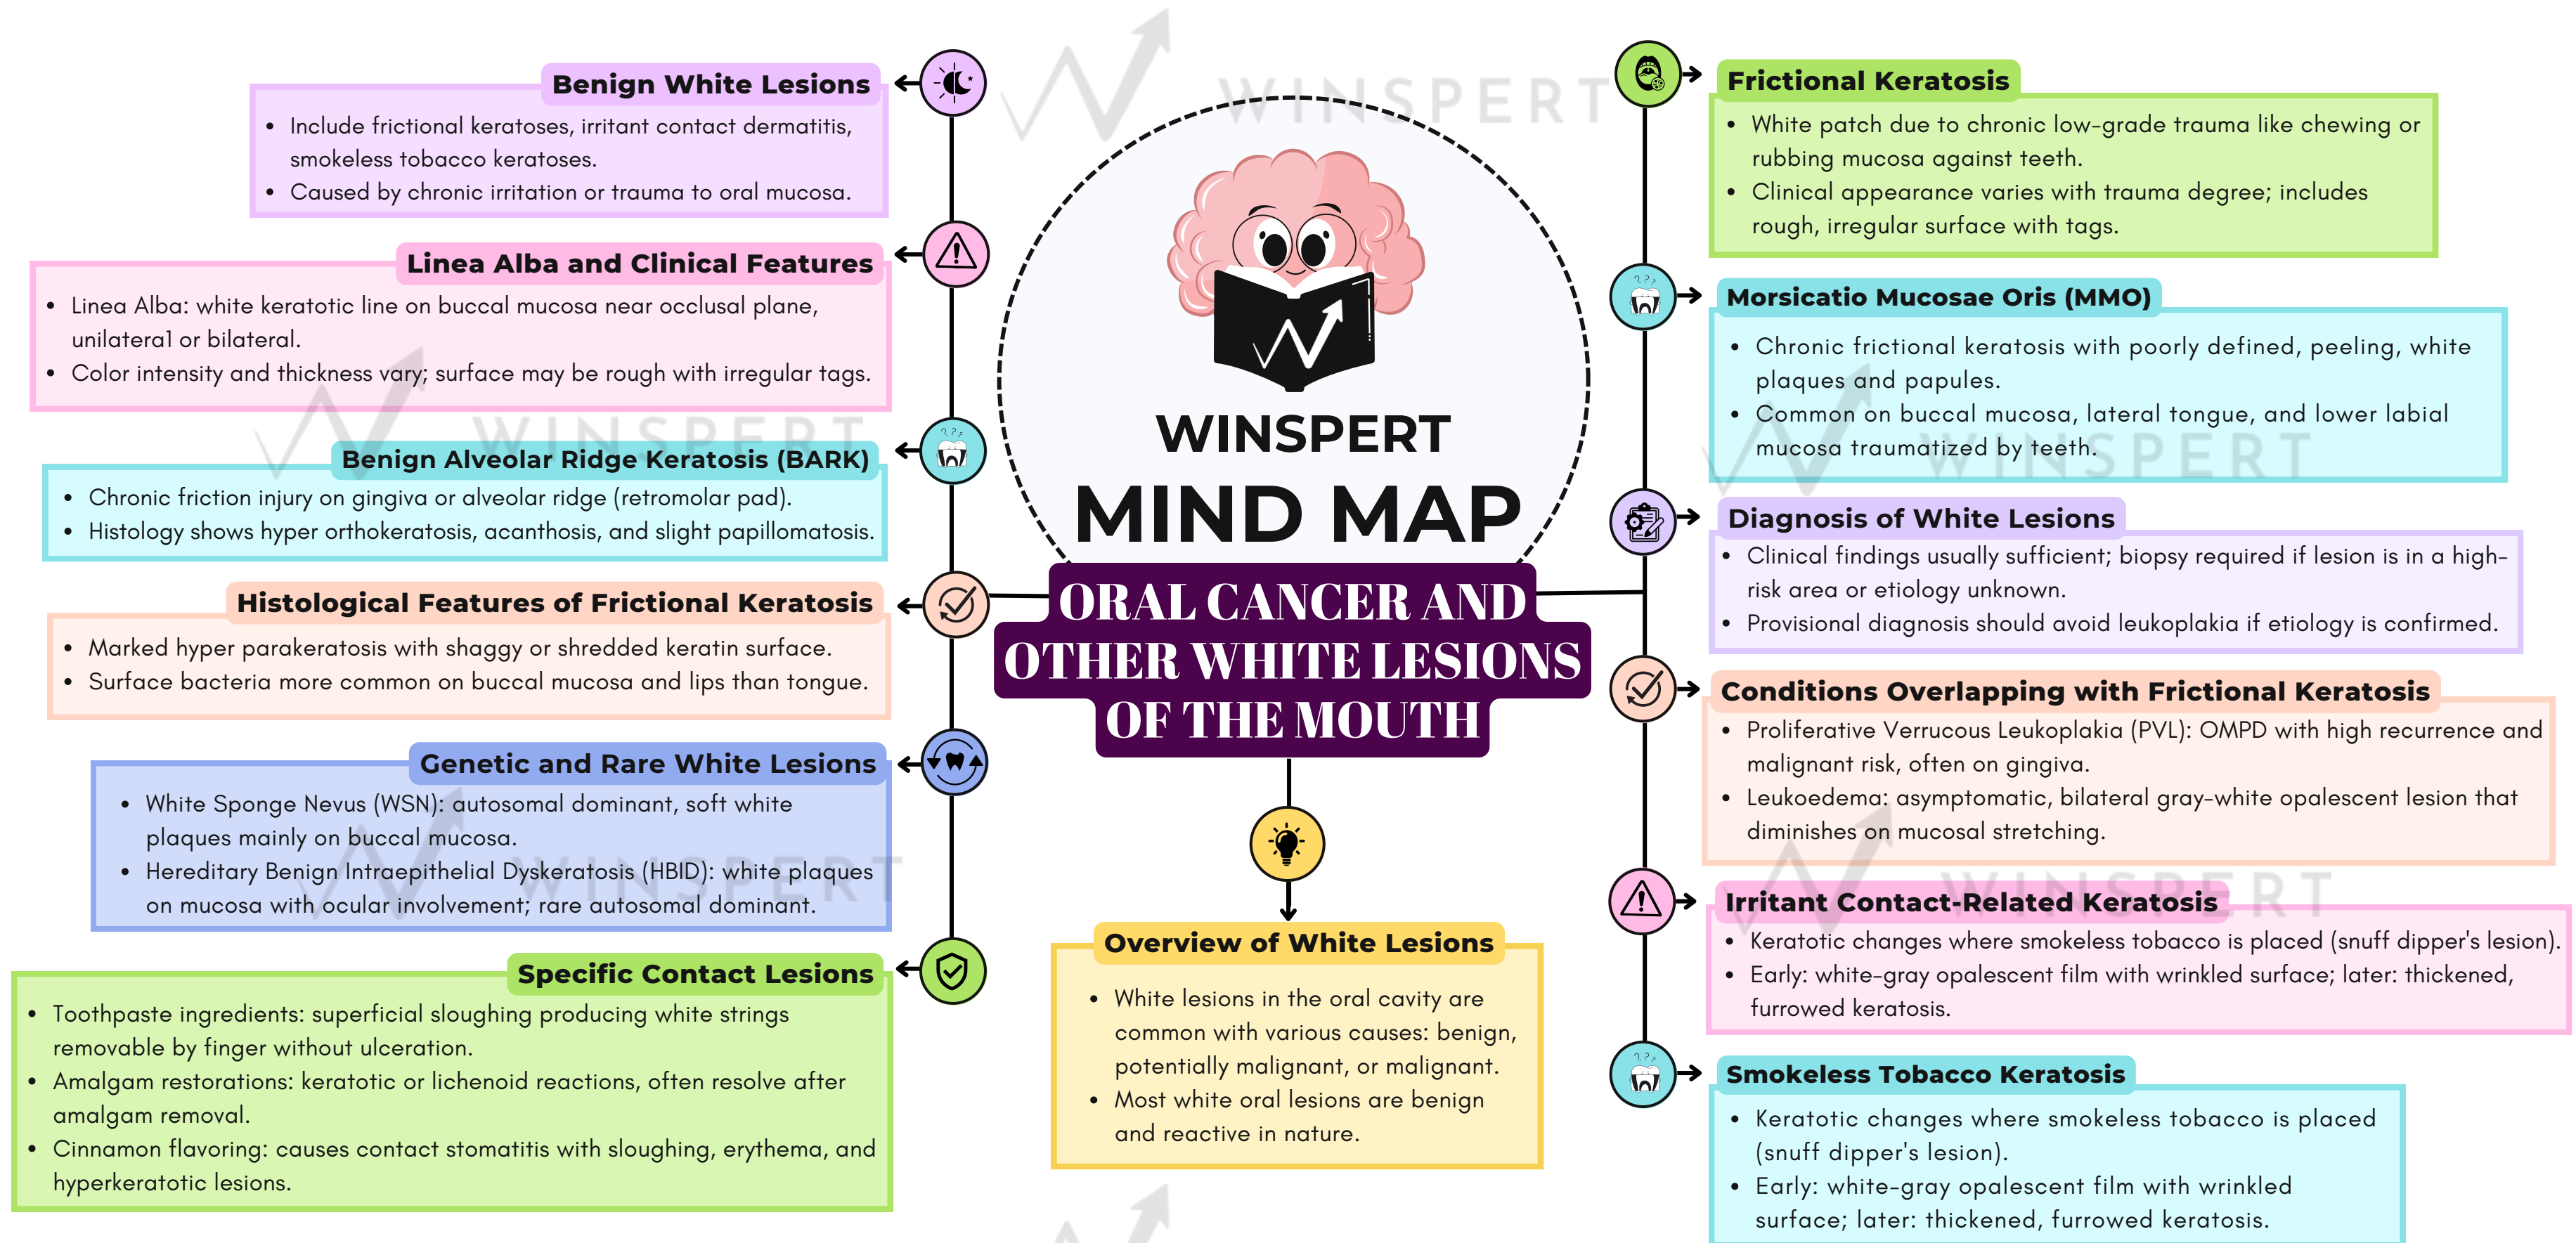 WINSPERT
WINSPERT
MIND MAP
ORAL CANCER AND
OTHER WHITE LESIONS
OF THE MOUTH
Benign White Lesions
• Include frictional keratoses, irritant contact dermatitis,
smokeless tobacco keratoses.
• Caused by chronic irritation or trauma to oral mucosa.
Linea Alba and Clinical Features
• Linea Alba: white keratotic line on buccal mucosa near occlusal plane,
unilateral or bilateral.
• Color intensity and thickness vary; surface may be rough with irregular tags.
WINSPERT
Benign Alveolar Ridge Keratosis (BARK)
• Chronic friction injury on gingiva or alveolar ridge (retromolar pad).
• Histology shows hyper orthokeratosis, acanthosis, and slight papillomatosis.
Histological Features of Frictional Keratosis
• Marked hyper parakeratosis with shaggy or shredded keratin surface.
• Surface bacteria more common on buccal mucosa and lips than tongue.
Genetic and Rare White Lesions
• White Sponge Nevus (WSN): autosomal dominant, soft white
plaques mainly on buccal mucosa.
• Hereditary Benign Intraepithelial Dyskeratosis (HBID): white plaques
on mucosa with ocular involvement; rare autosomal dominant.
WINSPERT
Specific Contact Lesions
• Toothpaste ingredients: superficial sloughing producing white strings
removable by finger without ulceration.
• Amalgam restorations: keratotic or lichenoid reactions, often resolve after
amalgam removal.
• Cinnamon flavoring: causes contact stomatitis with sloughing, erythema, and
hyperkeratotic lesions.
Overview of White Lesions
• White lesions in the oral cavity are
common with various causes: benign,
potentially malignant, or malignant.
• Most white oral lesions are benign
and reactive in nature.
Frictional Keratosis
• White patch due to chronic low-grade trauma like chewing or
rubbing mucosa against teeth.
• Clinical appearance varies with trauma degree; includes
rough, irregular surface with tags.
Morsicatio Mucosae Oris (MMO)
• Chronic frictional keratosis with poorly defined, peeling, white
plaques and papules.
• Common on buccal mucosa, lateral tongue, and lower labial
mucosa traumatized by teeth.
WINSPERT
Diagnosis of White Lesions
• Clinical findings usually sufficient; biopsy required if lesion is in a high-
risk area or etiology unknown.
• Provisional diagnosis should avoid leukoplakia if etiology is confirmed.
Conditions Overlapping with Frictional Keratosis
• Proliferative Verrucous Leukoplakia (PVL): OMPD with high recurrence and
malignant risk, often on gingiva.
• Leukoedema: asymptomatic, bilateral gray-white opalescent lesion that
diminishes on mucosal stretching.
WINSPERT
Irritant Contact-Related Keratosis
• Keratotic changes where smokeless tobacco is placed (snuff dipper's lesion).
• Early: white-gray opalescent film with wrinkled surface; later: thickened,
furrowed keratosis.
Smokeless Tobacco Keratosis
• Keratotic changes where smokeless tobacco is placed
(snuff dipper's lesion).
• Early: white-gray opalescent film with wrinkled
surface; later: thickened, furrowed keratosis.